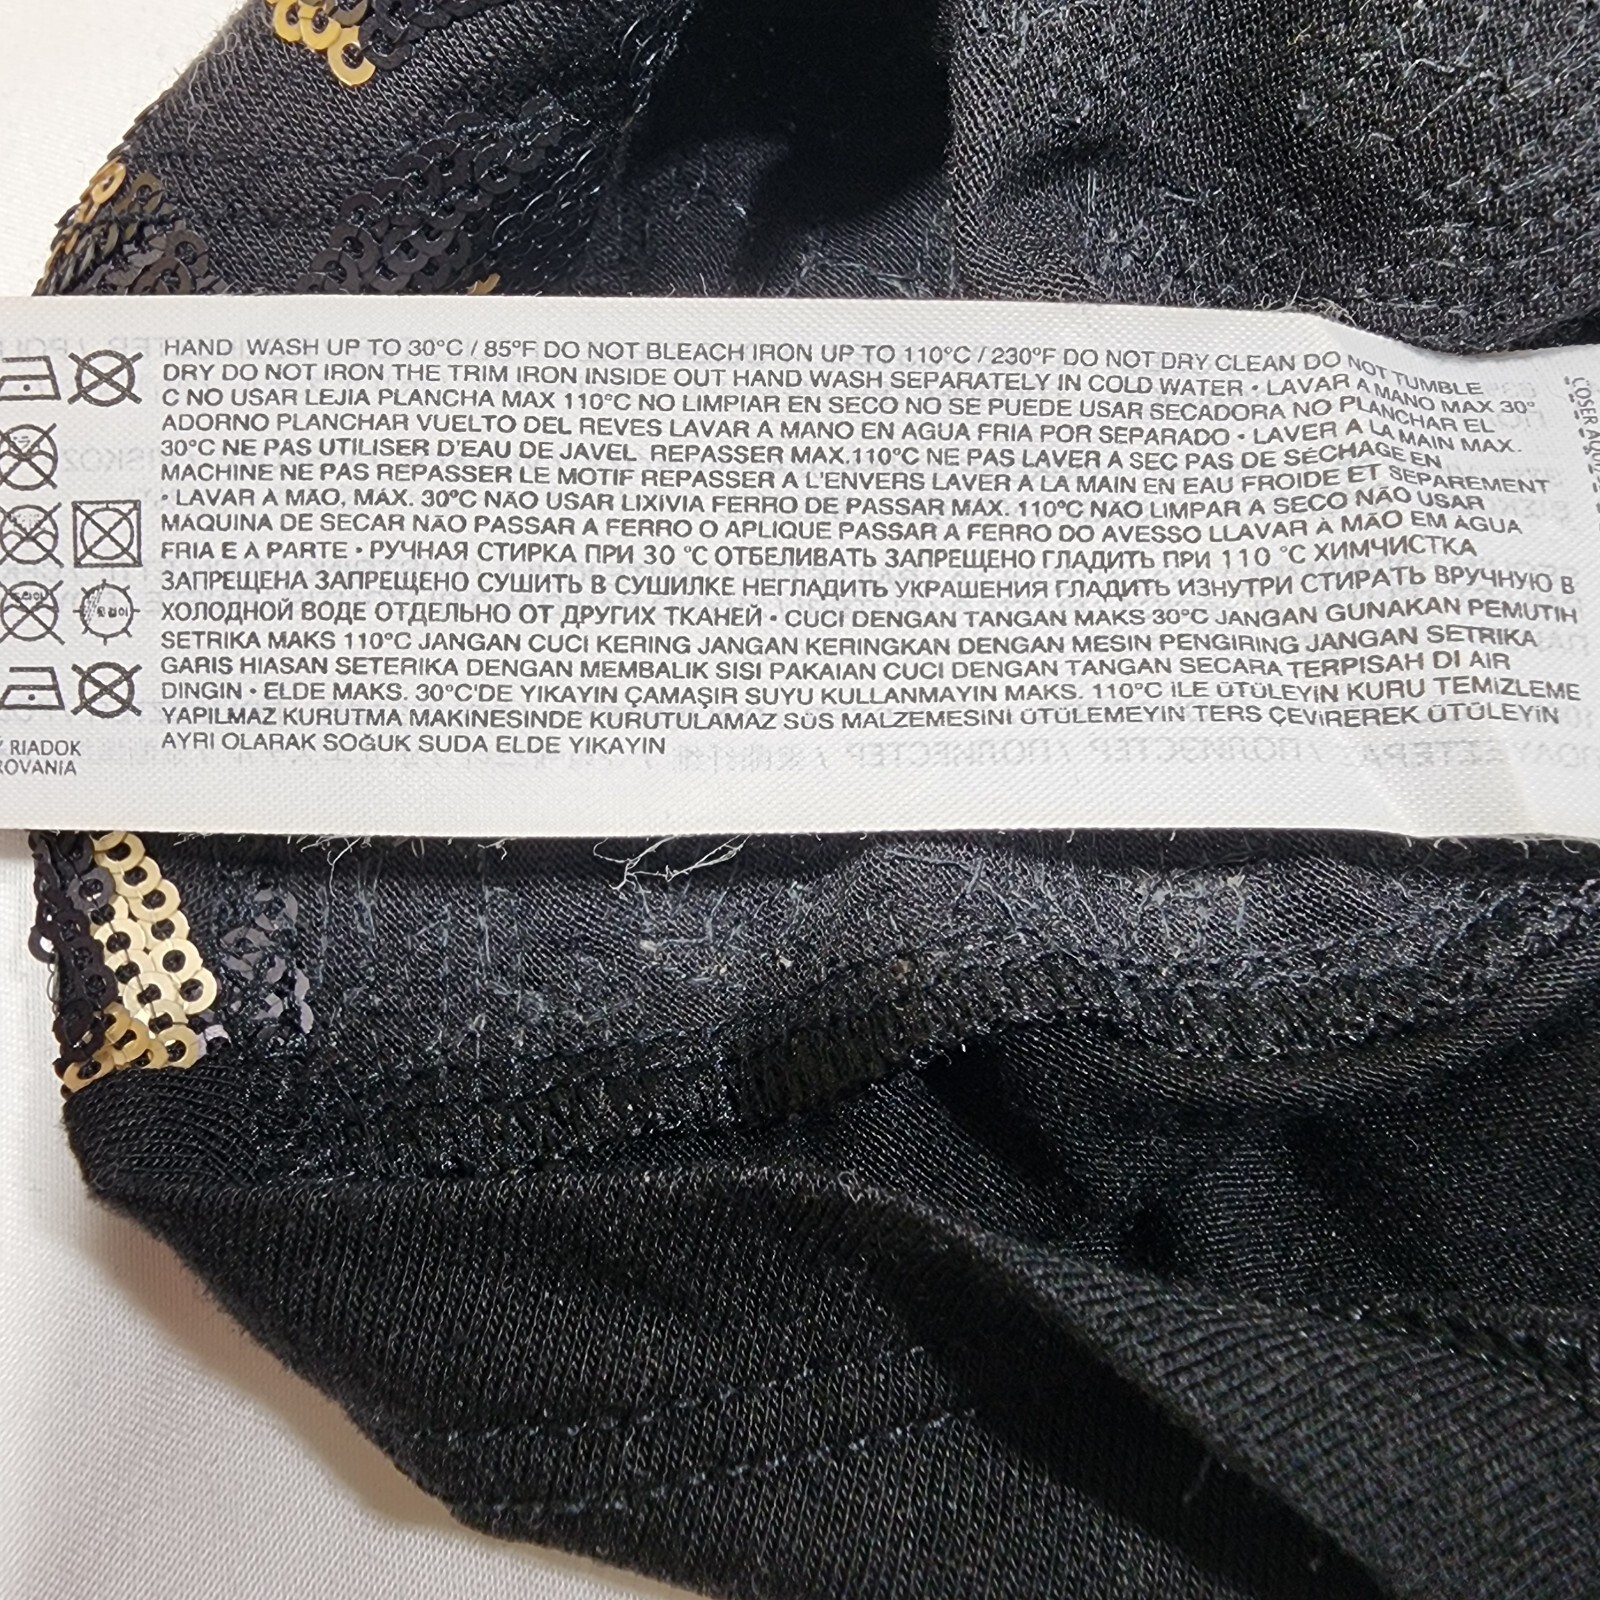 HAND WASH UP TO 30°C / 85°F DO NOT BLEACH IRON UP TO 110°C / 230°F DO NOT DRY CLEAN DO NOT TUMBLE
DRY DO NOT IRON THE TRIM IRON INSIDE OUT HAND WASH SEPARATELY IN COLD WATER • LAVAR A MANO MAX 30°
C NO USAR LEJIA PLANCHA MAX 110°C NO LIMPIAR EN SECO NO SE PUEDE USAR SECADORA NO PLANCHAR EL
ADORNO PLANCHAR VUELTO DEL REVES LAVAR A MANO EN AGUA FRIA POR SEPARADO • LAVER A LA MAIN MAX.
30°C NE PAS UTILISER D'EAU DE JAVEL REPASSER MAX.110°C NE PAS LAVER A SEC PAS DE SÉCHAGE EN
MACHINE NE PAS REPASSER LE MOTIF REPASSER A L'ENVERS LAVER A LA MAIN EN EAU FROIDE ET SEPAREMENT
• LAVAR A MÃO, MÁX. 30°C NÃO USAR LIXIVIA FERRO DE PASSAR MÁX. 110°C NÃO LIMPAR A SECO NÃO USAR
MÁQUINA DE SECAR NÃO PASSAR A FERRO O APLIQUE PASSAR A FERRO DO AVESSO LLAVAR À MÃO EM ÁGUA
FRIA E À PARTE • РУЧНАЯ СТИРКА ПРИ 30 °C ОТБЕЛИВАТЬ ЗАПРЕЩЕНО ГЛАДИТЬ ПРИ 110 °C ХИМЧИСТКА
ЗАПРЕЩЕНА ЗАПРЕЩЕНО СУШИТЬ В СУШИЛКЕ НЕГЛАДИТЬ УКРАШЕНИЯ ГЛАДИТЬ ИЗНУТРИ СТИРАТЬ ВРУЧНУЮ В
ХОЛОДНОЙ ВОДЕ ОТДЕЛЬНО ОТ ДРУГИХ ТКАНЕЙ • CUCI DENGAN TANGAN MAKS 30°C JANGAN GUNAKAN PEMUTIH
SETRIKA MAKS 110°C JANGAN CUCI KERING JANGAN KERINGKAN DENGAN MESIN PENGIRING JANGAN SETRIKA
GARIS HIASAN SETERIKA DENGAN MEMBALIK SISI PAKAIAN CUCI DENGAN TANGAN SECARA TERPISAH DI AIR
DINGIN • ELDE MAKS. 30°C'DE YIKAYIN ÇAMAŞIR SUYU KULLANMAYIN MAKS. 110°C İLE ÜTÜLEYİN KURU TEMİZLEME
YAPILMAZ KURUTMA MAKİNESİNDE KURUTULAMAZ SÜS MALZEMESİNİ ÜTÜLEMEYİN TERS ÇEVİREREK ÜTÜLEYİN
AYRI OLARAK SOĞUK SUDA ELDE YIKAYIN
RIADOK
OVANIA
COSER